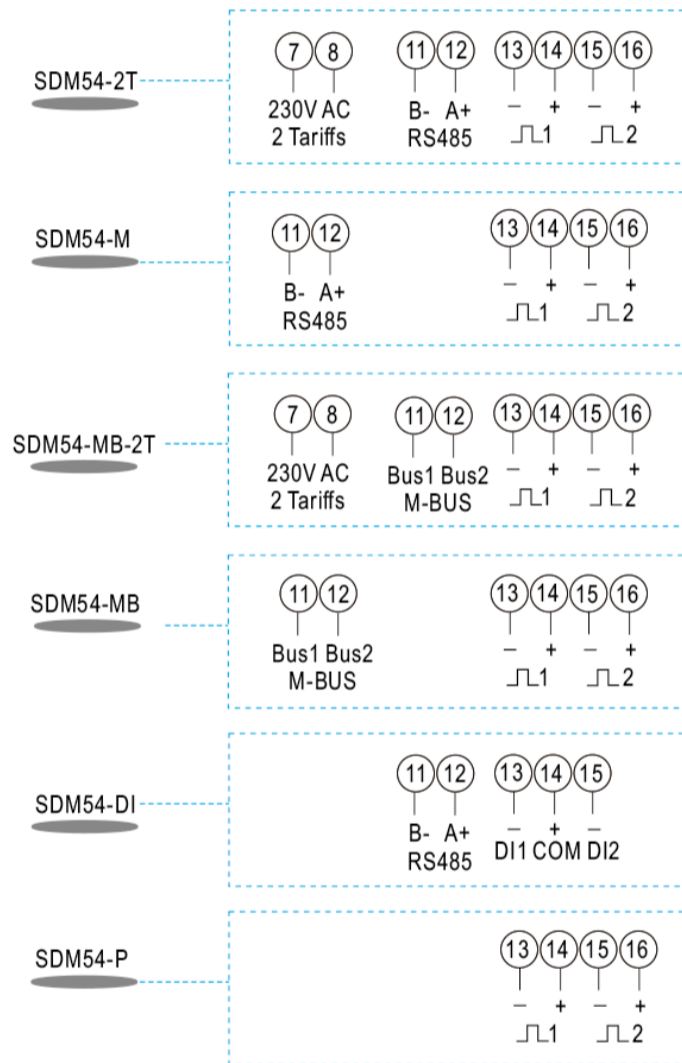 SDM54-2T
7 8 11 12 13 14 15 16
230V AC B- A+ − + − +
2 Tariffs RS485 1 2
SDM54-M
11 12 13 14 15 16
B- A+ − + − +
RS485 1 2
SDM54-MB-2T
7 8 11 12 13 14 15 16
230V AC Bus1 Bus2 − + − +
2 Tariffs M-BUS 1 2
SDM54-MB
11 12 13 14 15 16
Bus1 Bus2 − + − +
M-BUS 1 2
SDM54-DI
11 12 13 14 15
B- A+ − + −
RS485 DI1 COM DI2
SDM54-P
13 14 15 16
− + − +
1 2